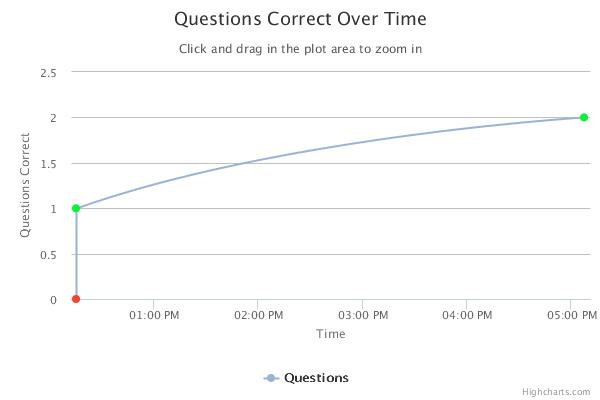 Questions Correct Over Time
Click and drag in the plot area to zoom in
2.5
2
1.5
1
0.5
0
Questions Correct
01:00 PM 02:00 PM 03:00 PM 04:00 PM 05:00 PM
Time
Questions
Highcharts.com